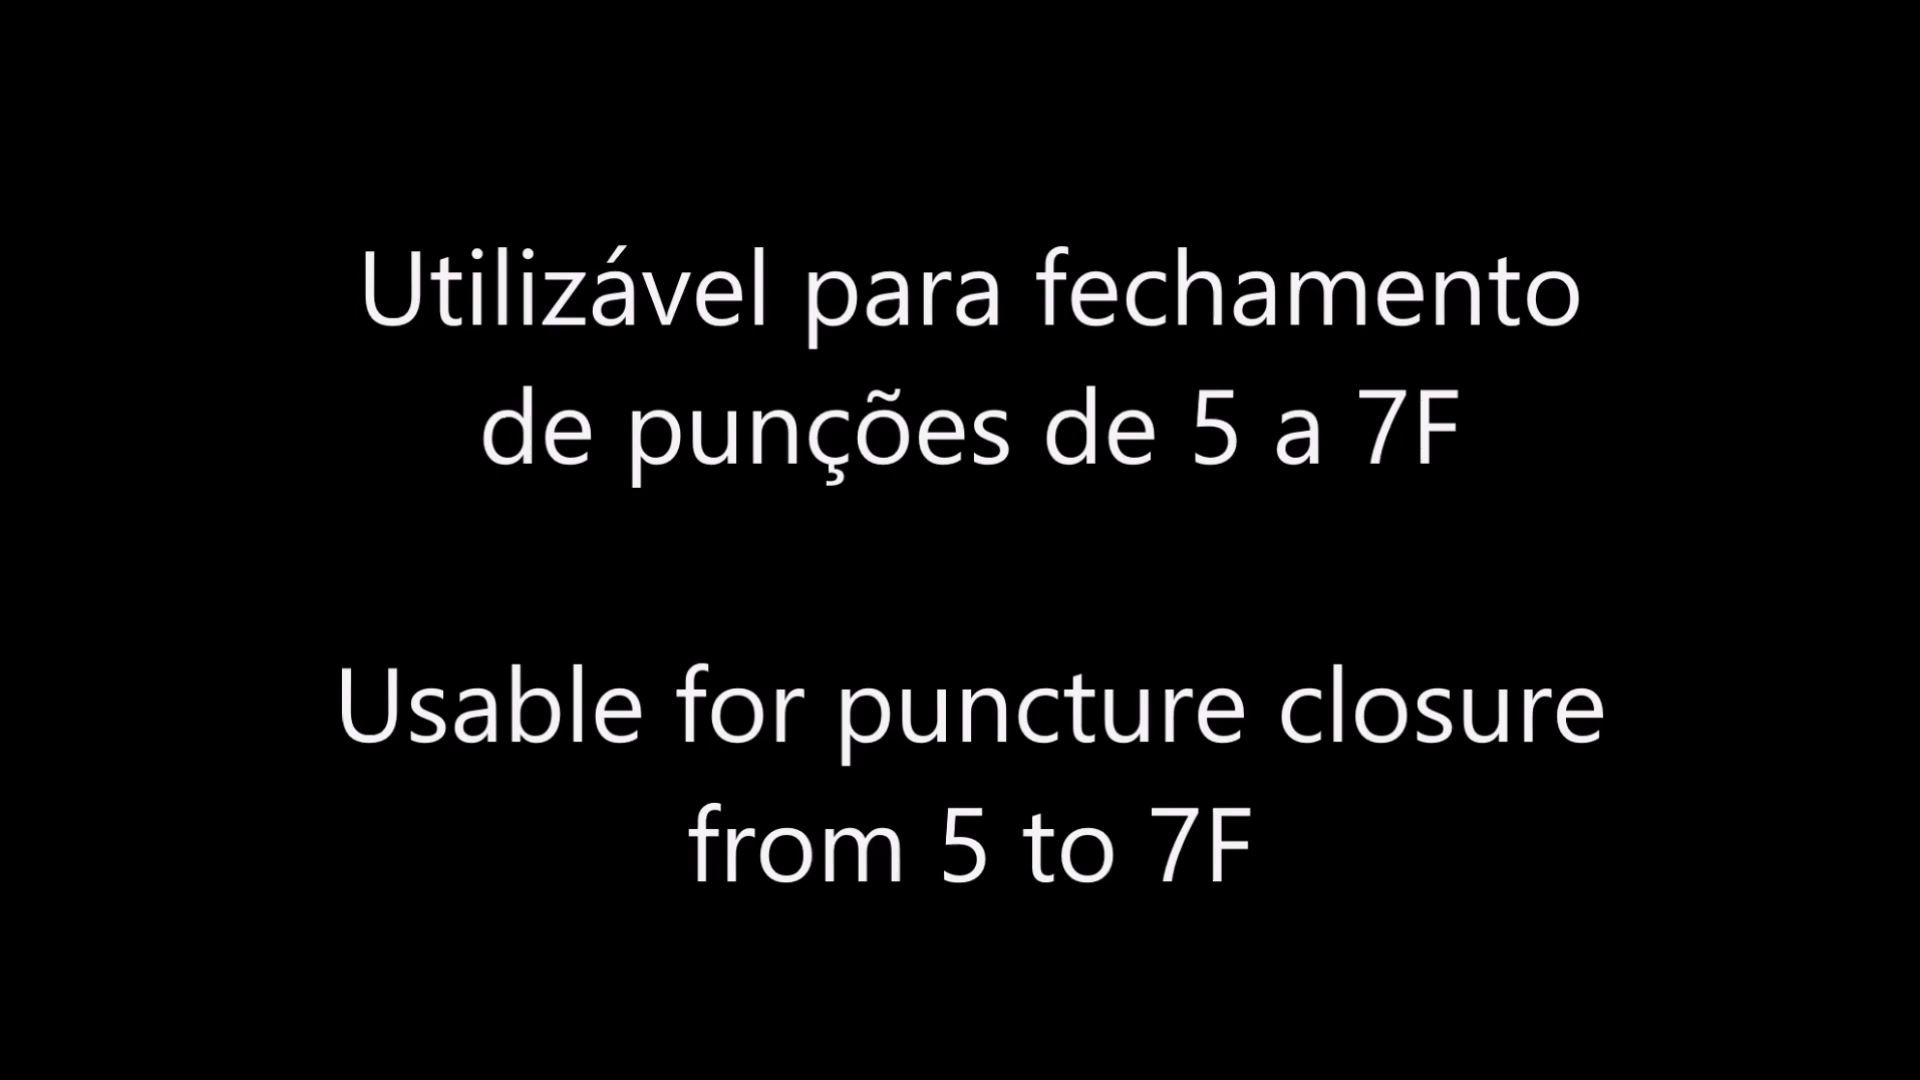 Utilizável para fechamento
de punções de 5 a 7F
Usable for puncture closure
from 5 to 7F